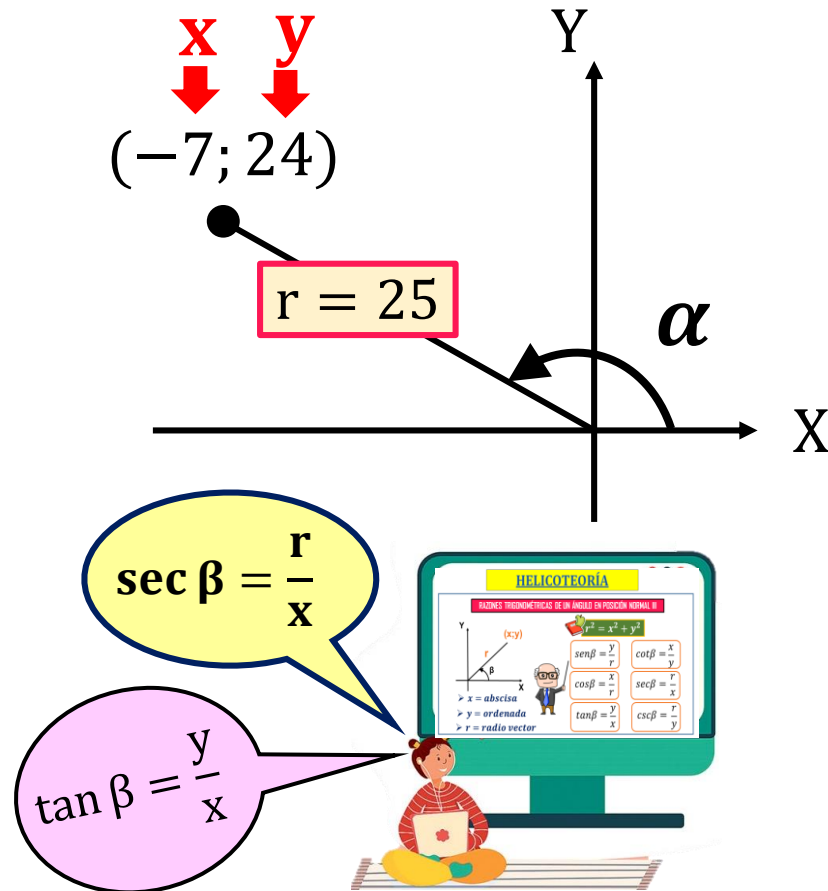 x y
Y
(−7; 24)
r = 25
α
X
sec β = r/x
tan β = y/x
HELICOTEORÍA
RAZONES TRIGONOMÉTRICAS DE UN ÁNGULO EN POSICIÓN NORMAL III
r² = x² + y²
Y
(x;y)
r
β
X
senβ = y/r
cotβ = x/y
cosβ = x/r
secβ = r/x
tanβ = y/x
cscβ = r/y
➤ x = abscisa
➤ y = ordenada
➤ r = radio vector